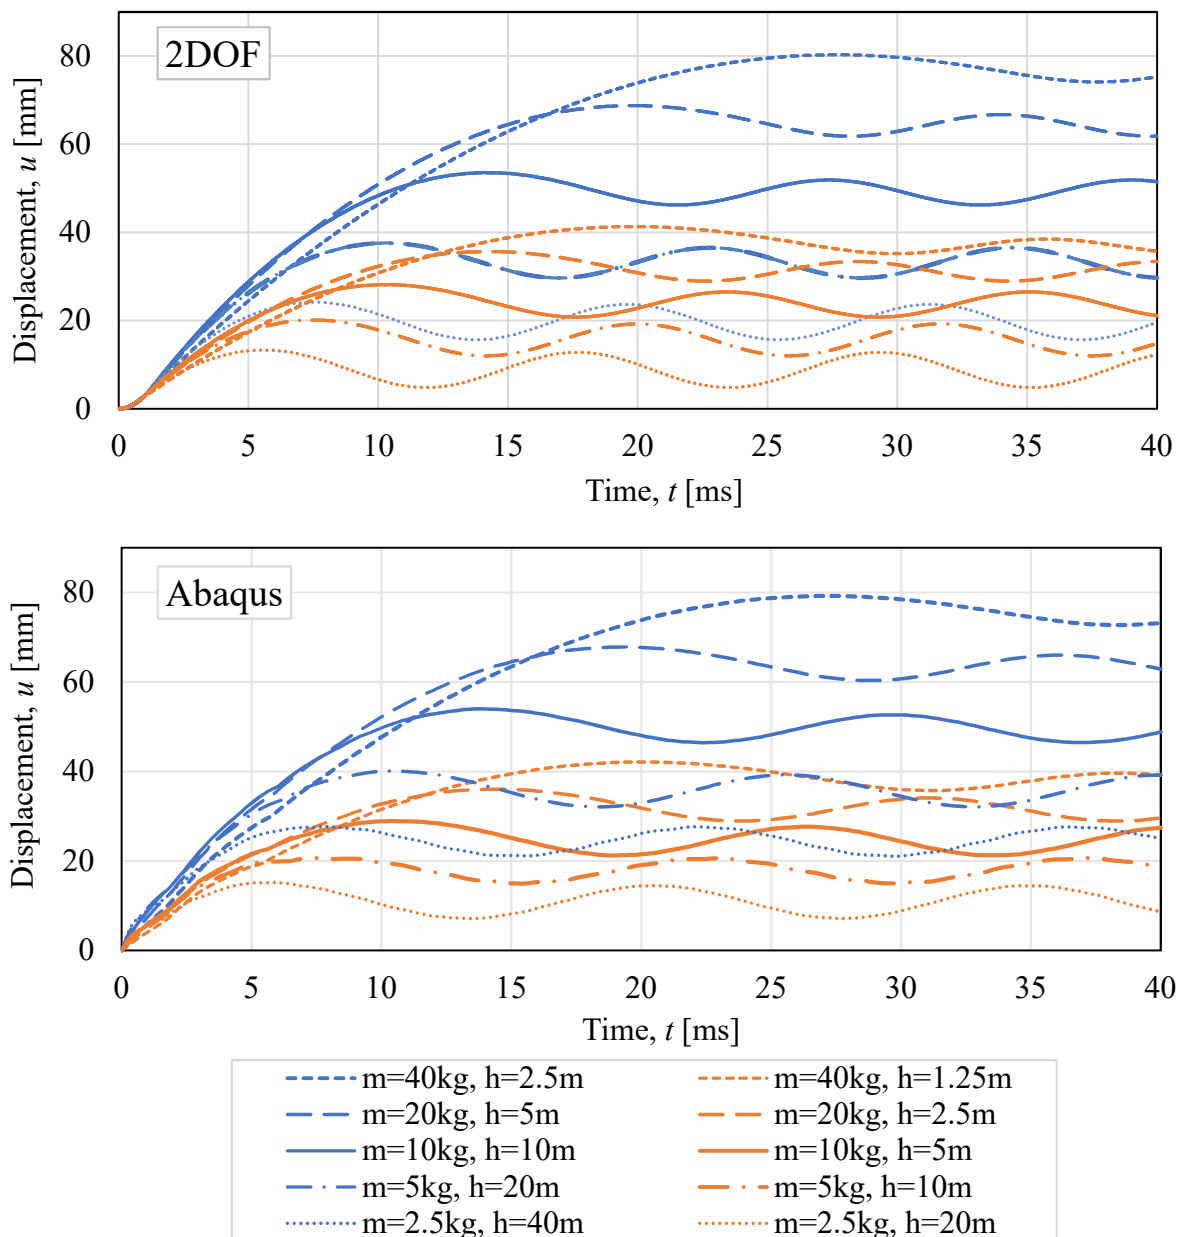 2DOF
Displacement, u [mm]
80
60
40
20
0
0 5 10 15 20 25 30 35 40
Time, t [ms]
Abaqus
Displacement, u [mm]
80
60
40
20
0
0 5 10 15 20 25 30 35 40
Time, t [ms]
m=40kg, h=2.5m m=40kg, h=1.25m
m=20kg, h=5m m=20kg, h=2.5m
m=10kg, h=10m m=10kg, h=5m
m=5kg, h=20m m=5kg, h=10m
m=2.5kg, h=40m m=2.5kg, h=20m